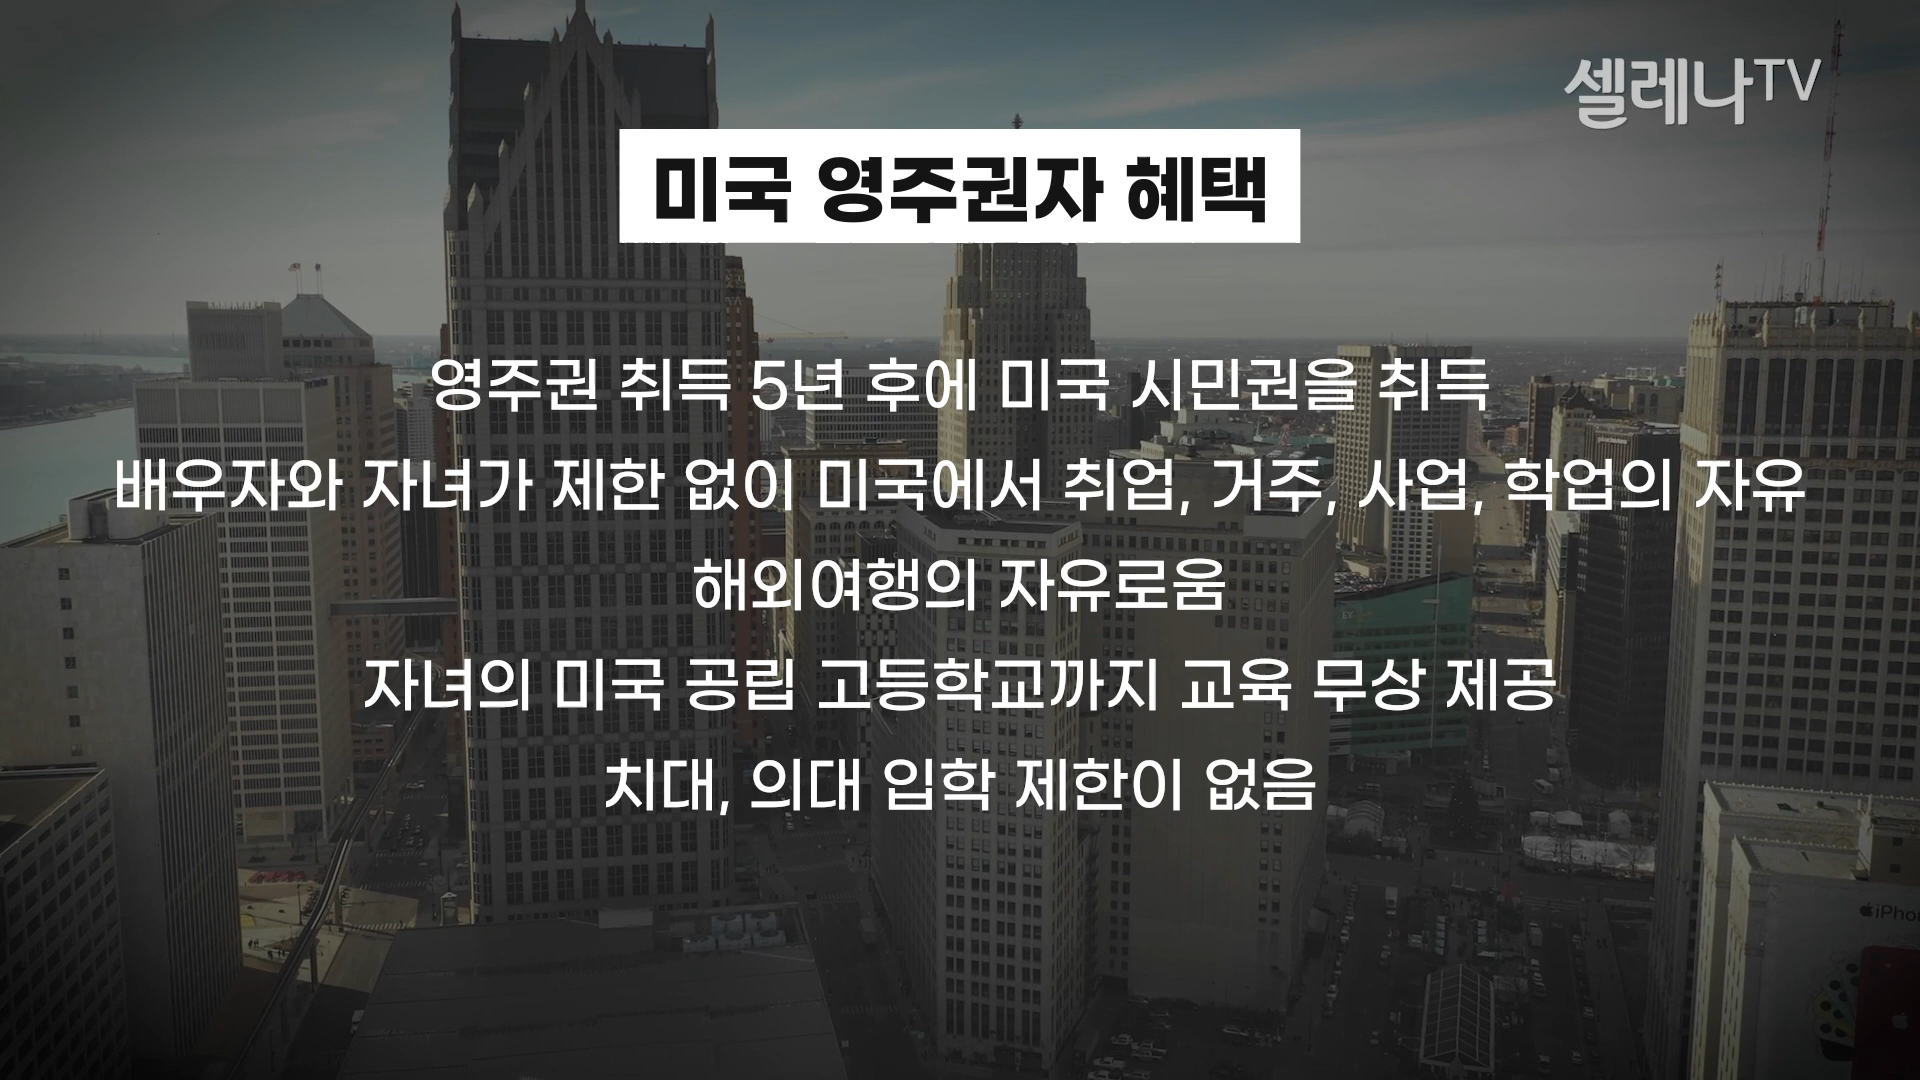 셀레나TV
미국 영주권자 혜택
영주권 취득 5년 후에 미국 시민권을 취득
배우자와 자녀가 제한 없이 미국에서 취업, 거주, 사업, 학업의 자유
해외여행의 자유로움
자녀의 미국 공립 고등학교까지 교육 무상 제공
치대, 의대 입학 제한이 없음
EY